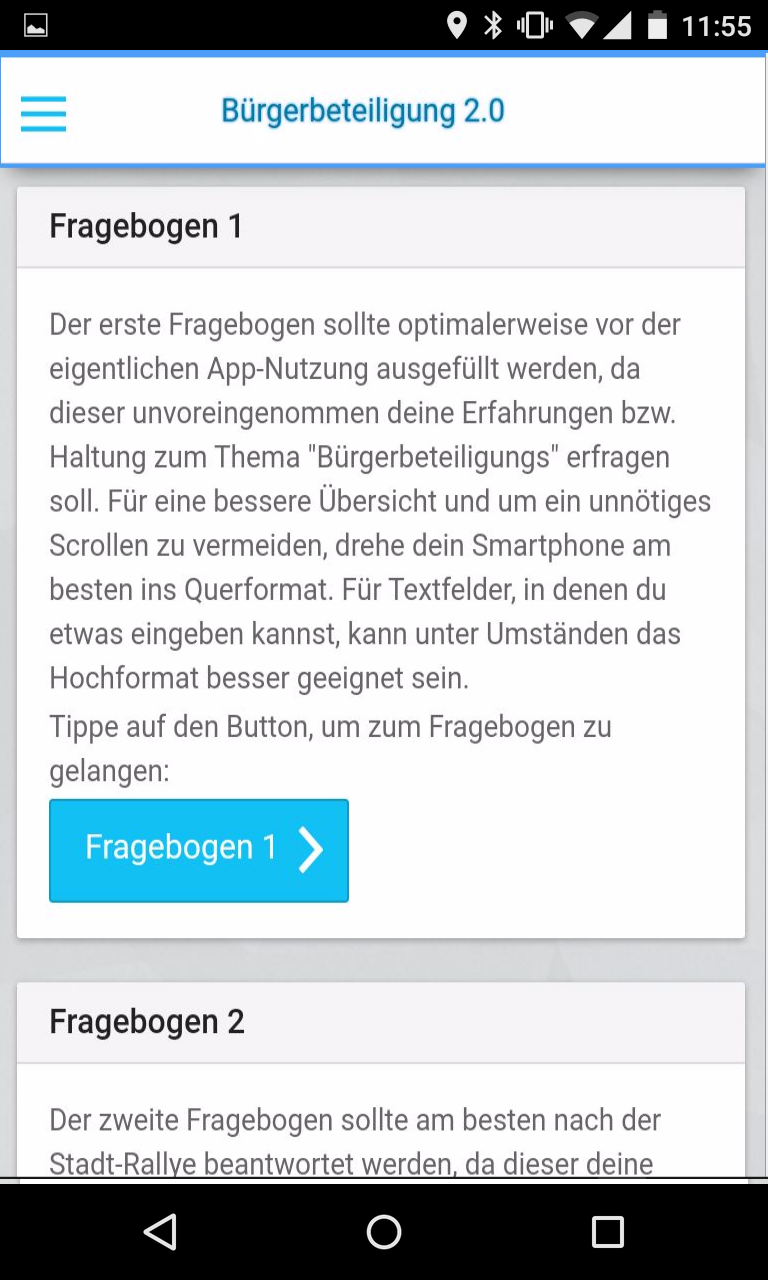 11:55
Bürgerbeteiligung 2.0
Fragebogen 1
Der erste Fragebogen sollte optimalerweise vor der
eigentlichen App-Nutzung ausgefüllt werden, da
dieser unvoreingenommen deine Erfahrungen bzw.
Haltung zum Thema "Bürgerbeteiligungs" erfragen
soll. Für eine bessere Übersicht und um ein unnötiges
Scrollen zu vermeiden, drehe dein Smartphone am
besten ins Querformat. Für Textfelder, in denen du
etwas eingeben kannst, kann unter Umständen das
Hochformat besser geeignet sein.
Tippe auf den Button, um zum Fragebogen zu
gelangen:
Fragebogen 1
Fragebogen 2
Der zweite Fragebogen sollte am besten nach der
Stadt-Rallye beantwortet werden, da dieser deine